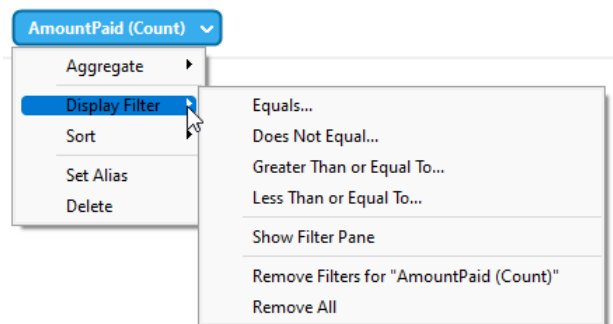 AmountPaid (Count)
Aggregate
Display Filter
Sort
Set Alias
Delete
Equals...
Does Not Equal...
Greater Than or Equal To...
Less Than or Equal To...
Show Filter Pane
Remove Filters for "AmountPaid (Count)"
Remove All